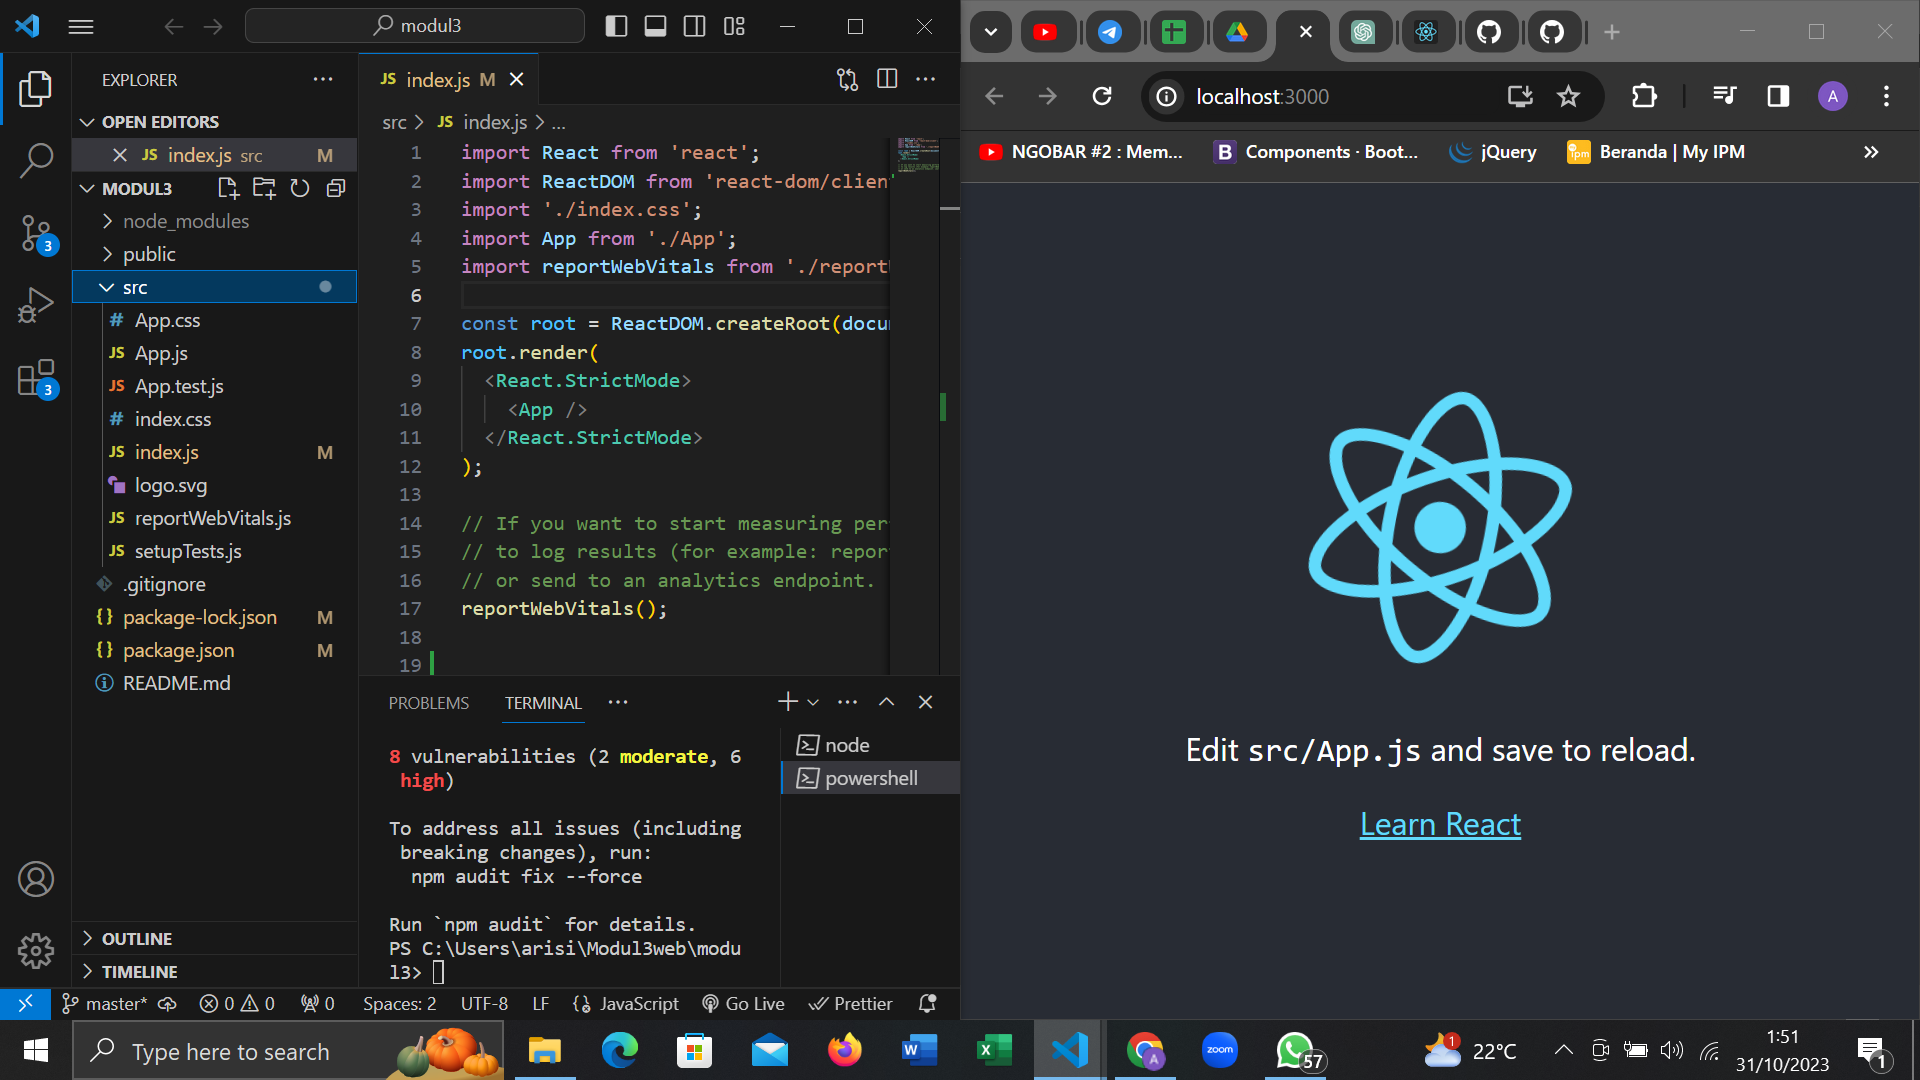 modul3
EXPLORER
OPEN EDITORS
JS index.js src M
MODUL3
node_modules
public
src
# App.css
JS App.js
JS App.test.js
# index.css
JS index.js M
logo.svg
JS reportWebVitals.js
JS setupTests.js
.gitignore
{} package-lock.json M
{} package.json M
README.md
OUTLINE
TIMELINE
3
3
JS index.js M
src > JS index.js > ...
1 import React from 'react';
2 import ReactDOM from 'react-dom/client'
3 import './index.css';
4 import App from './App';
5 import reportWebVitals from './report
6
7 const root = ReactDOM.createRoot(docu
8 root.render(
9 <React.StrictMode>
10 <App />
11 </React.StrictMode>
12 );
13
14 // If you want to start measuring per
15 // to log results (for example: repor
16 // or send to an analytics endpoint.
17 reportWebVitals();
18
19
PROBLEMS TERMINAL
8 vulnerabilities (2 moderate, 6
high)
To address all issues (including
breaking changes), run:
npm audit fix --force
Run `npm audit` for details.
PS C:\Users\arisi\Modul3web\modu
l3>
node
powershell
master* 0 0 0 Spaces: 2 UTF-8 LF JavaScript Go Live Prettier
localhost:3000
A
NGOBAR #2 : Mem...
B Components · Boot...
jQuery
ipm Beranda | My IPM
Edit src/App.js and save to reload.
Learn React
Type here to search
W
X
A
zoom
57
1
22°C
1:51
31/10/2023
1